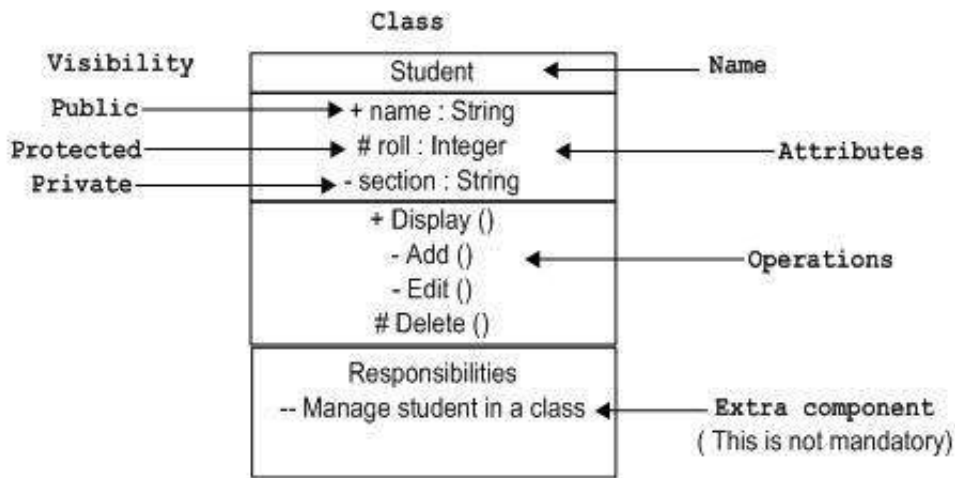 Class
Visibility
Student
Name
Public
+ name : String
Protected
# roll : Integer
Attributes
Private
- section : String
+ Display ()
- Add ()
Operations
- Edit ()
# Delete ()
Responsibilities
-- Manage student in a class
Extra component
( This is not mandatory)